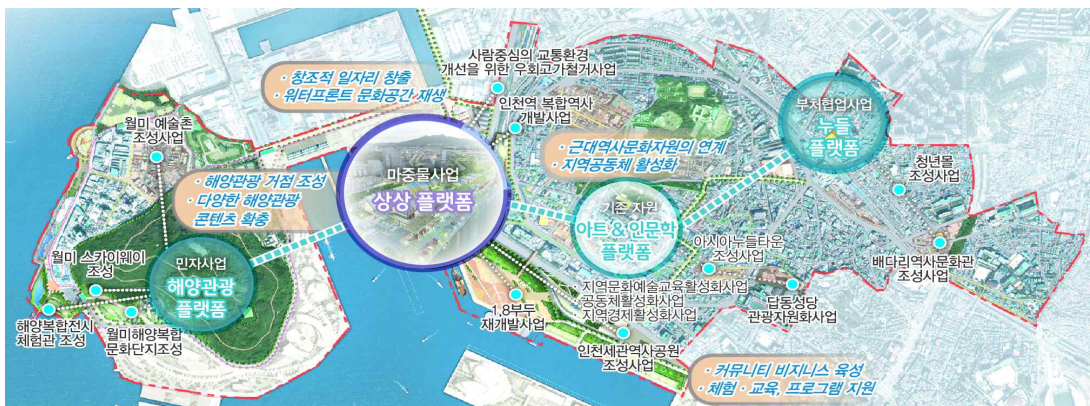 · 창조적 일자리 창출
· 워터프론트 문화공간 재생
사람중심의 교통환경
개선을 위한 우회고가철거사업
인천역 복합역사
개발사업
월미 예술촌
조성사업
· 해양관광 거점 조성
· 다양한 해양관광
콘텐츠 확충
마중물사업
상상 플랫폼
· 근대역사문화자원의 연계
· 지역공동체 활성화
부처협업사업
누들
플랫폼
청년몰
조성사업
기존 자원
아트&인문학
플랫폼
아시아누들타운
조성사업
배다리역사문화관
조성사업
월미 스카이웨이
조성
민자사업
해양관광
플랫폼
해양복합전시
체험관 조성
월미해양복합
문화단지조성
1,8부두
재개발사업
지역문화예술교육활성화사업
공동체활성화사업
지역경제활성화사업
답동성당
관광자원화사업
인천세관역사공원
조성사업
· 커뮤니티 비지니스 육성
· 체험 · 교육, 프로그램 지원